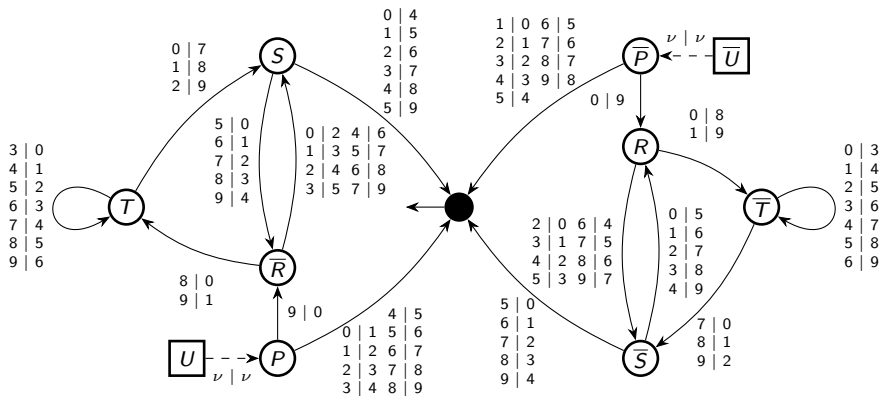 0 | 4
1 | 5
2 | 6
3 | 7
4 | 8
5 | 9
1 | 0 6 | 5
2 | 1 7 | 6
3 | 2 8 | 7
4 | 3 9 | 8
5 | 4
S
0 | 7
1 | 8
2 | 9
P̅
ν | ν
U̅
0 | 9
0 | 8
1 | 9
5 | 0
6 | 1
7 | 2
8 | 3
9 | 4
0 | 2 4 | 6
1 | 3 5 | 7
2 | 4 6 | 8
3 | 5 7 | 9
R
3 | 0
4 | 1
5 | 2
6 | 3
7 | 4
8 | 5
9 | 6
T
T̅
0 | 3
1 | 4
2 | 5
3 | 6
4 | 7
5 | 8
6 | 9
2 | 0 6 | 4
3 | 1 7 | 5
4 | 2 8 | 6
5 | 3 9 | 7
0 | 5
1 | 6
2 | 7
3 | 8
4 | 9
R̅
8 | 0
9 | 1
9 | 0
5 | 0
6 | 1
7 | 2
8 | 3
9 | 4
7 | 0
8 | 1
9 | 2
U
ν | ν
P
4 | 5
0 | 1 5 | 6
1 | 2 6 | 7
2 | 3 7 | 8
3 | 4 8 | 9
S̅